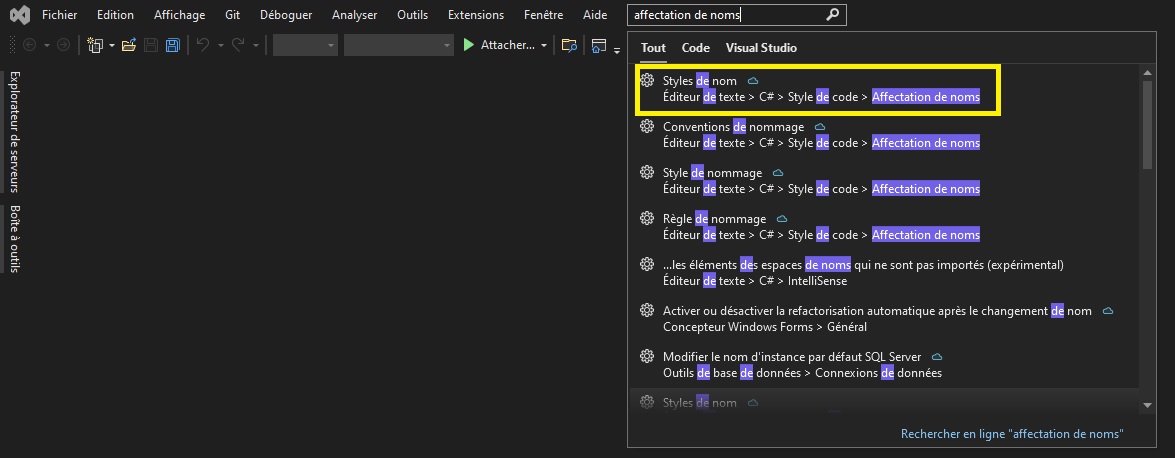 Fichier Edition Affichage Git Déboguer Analyser Outils Extensions Fenêtre Aide affectation de noms
Attacher...
Explorateur de serveurs
Boîte à outils
Tout Code Visual Studio
Styles de nom
Éditeur de texte > C# > Style de code > Affectation de noms
Conventions de nommage
Éditeur de texte > C# > Style de code > Affectation de noms
Style de nommage
Éditeur de texte > C# > Style de code > Affectation de noms
Règle de nommage
Éditeur de texte > C# > Style de code > Affectation de noms
...les éléments des espaces de noms qui ne sont pas importés (expérimental)
Éditeur de texte > C# > IntelliSense
Activer ou désactiver la refactorisation automatique après le changement de nom
Concepteur Windows Forms > Général
Modifier le nom d'instance par défaut SQL Server
Outils de base de données > Connexions de données
Styles de nom
Rechercher en ligne "affectation de noms"